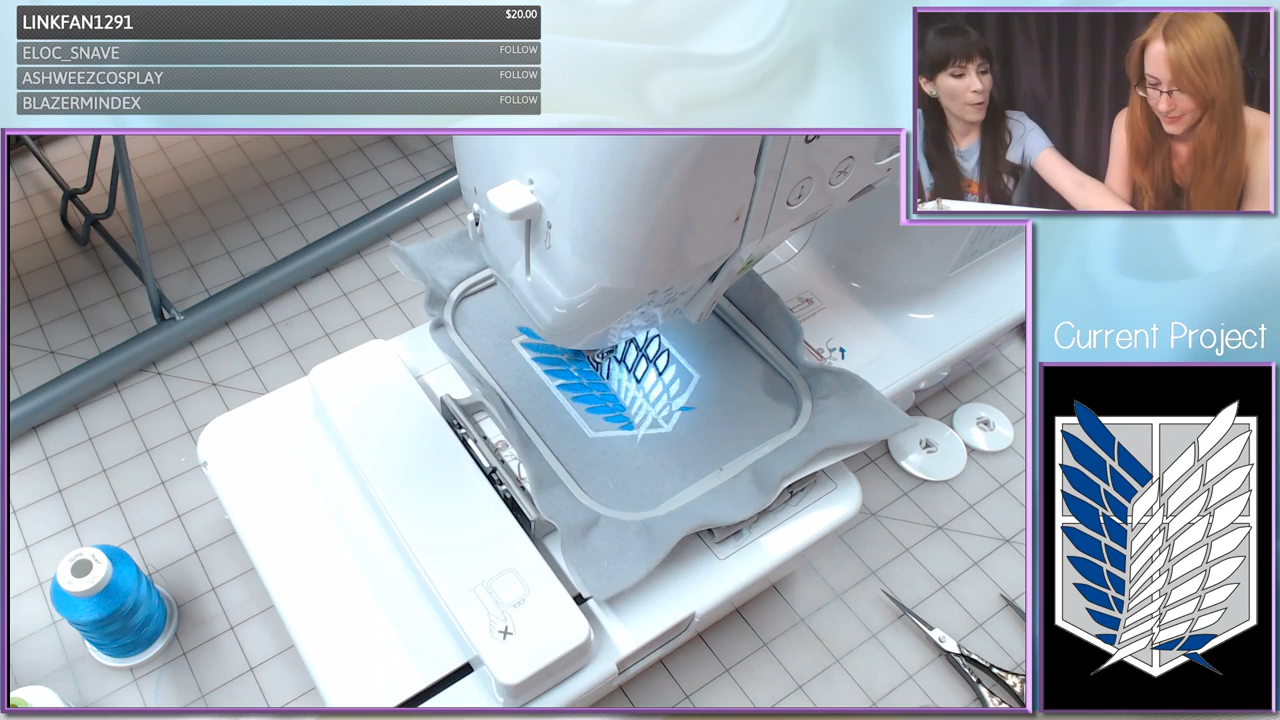 LINKFAN1291 $20.00
ELOC_SNAVE FOLLOW
ASHWEEZCOSPLAY FOLLOW
BLAZERMINDEX FOLLOW
Current Project